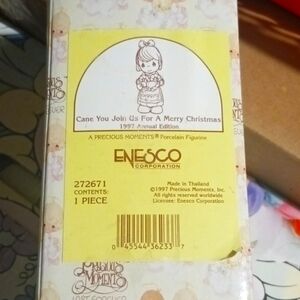 Cane You Join Us For A Merry Christmas
1997 Annual Edition
A PRECIOUS MOMENTS® Porcelain Figurine
ENESCO
CORPORATION
272671
CONTENTS:
1 PIECE
Made in Thailand
©1997 Precious Moments, Inc.
All rights reserved worldwide
Licensee: Enesco Corporation
0 45544 36233 7
PRECIOUS
MOMENTS
LAST FOREVER